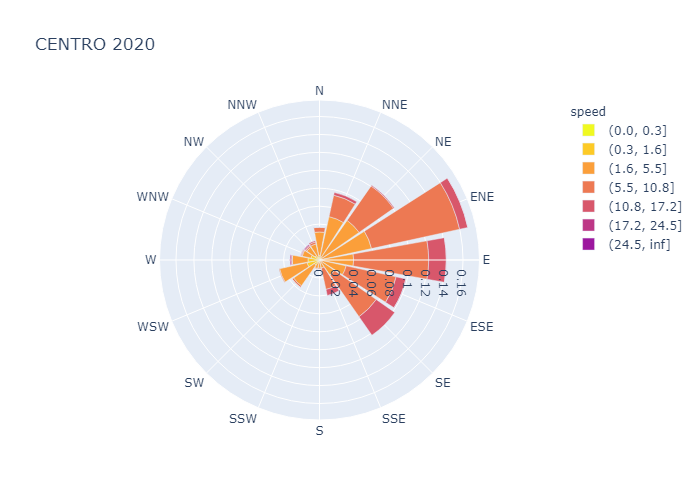 CENTRO 2020
N
NNW
NNE
NW
NE
WNW
ENE
W
E
WSW
ESE
SW
SE
SSW
SSE
S
0
0.02
0.04
0.06
0.08
0.1
0.12
0.14
0.16
speed
(0.0, 0.3]
(0.3, 1.6]
(1.6, 5.5]
(5.5, 10.8]
(10.8, 17.2]
(17.2, 24.5]
(24.5, inf]